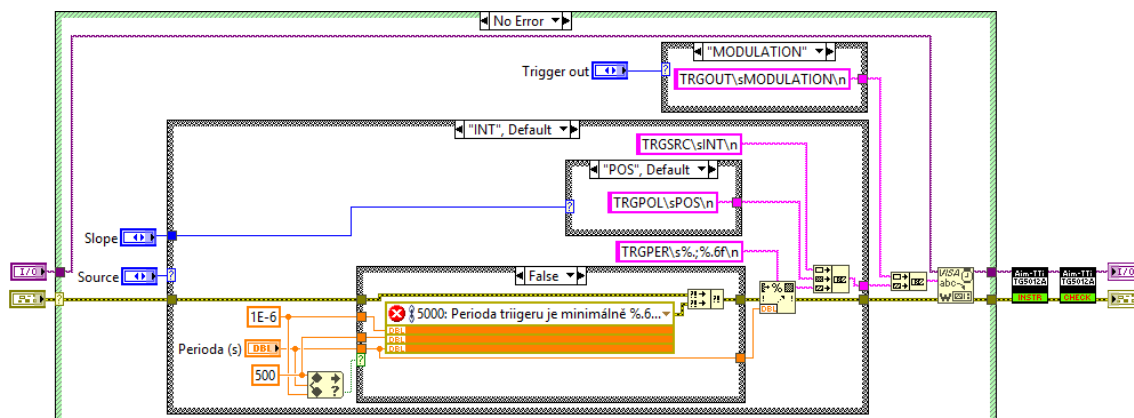 No Error
"MODULATION"
Trigger out
TRGOUT\sMODULATION\n
"INT", Default
TRGSRC\sINT\n
"POS", Default
TRGPOL\sPOS\n
Slope
TRGPER\s%.;%.6f\n
I/O
Source
False
VISA
abc
W
Aim-TTi
TG5012A
INSTR
Aim-TTi
TG5012A
CHECK
I/O
1E-6
5000: Perioda triigeru je minimálně %.6...
DBL
DBL
DBL
DBL
Perioda (s)
DBL
500